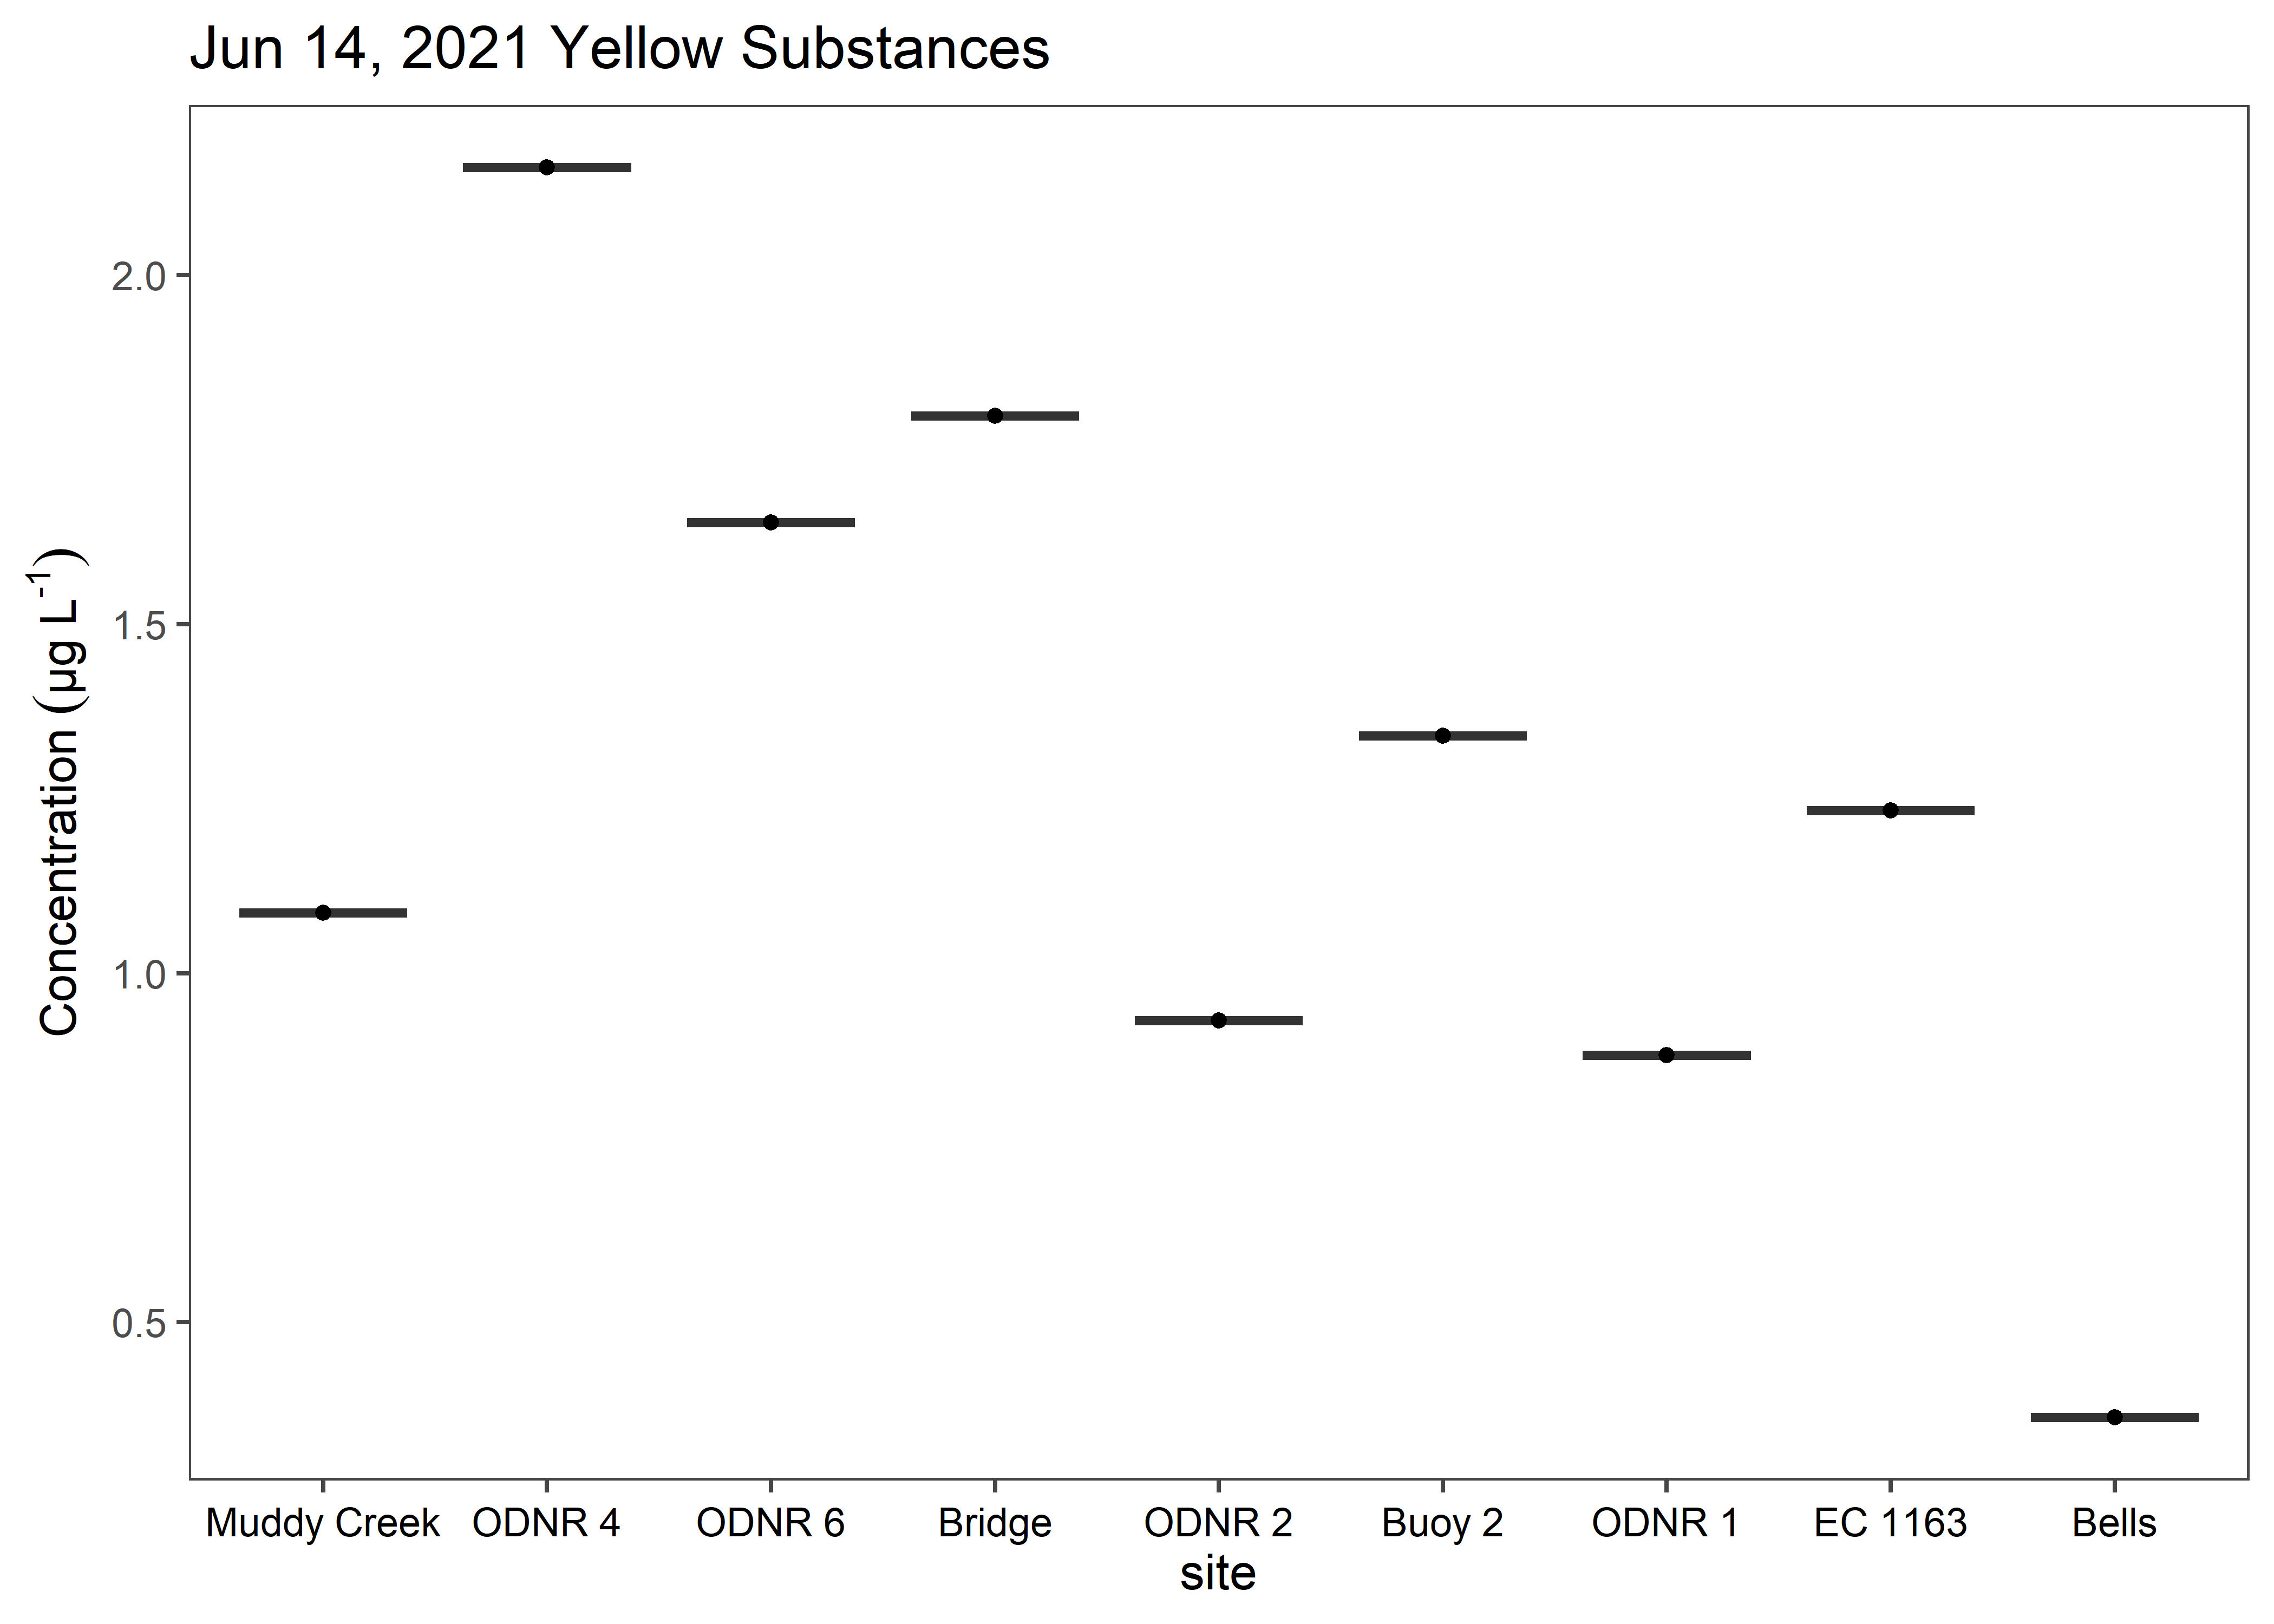 Jun 14, 2021 Yellow Substances
Concentration (µg L-1)
2.0
1.5
1.0
0.5
Muddy Creek ODNR 4 ODNR 6 Bridge ODNR 2 Buoy 2 ODNR 1 EC 1163 Bells
site